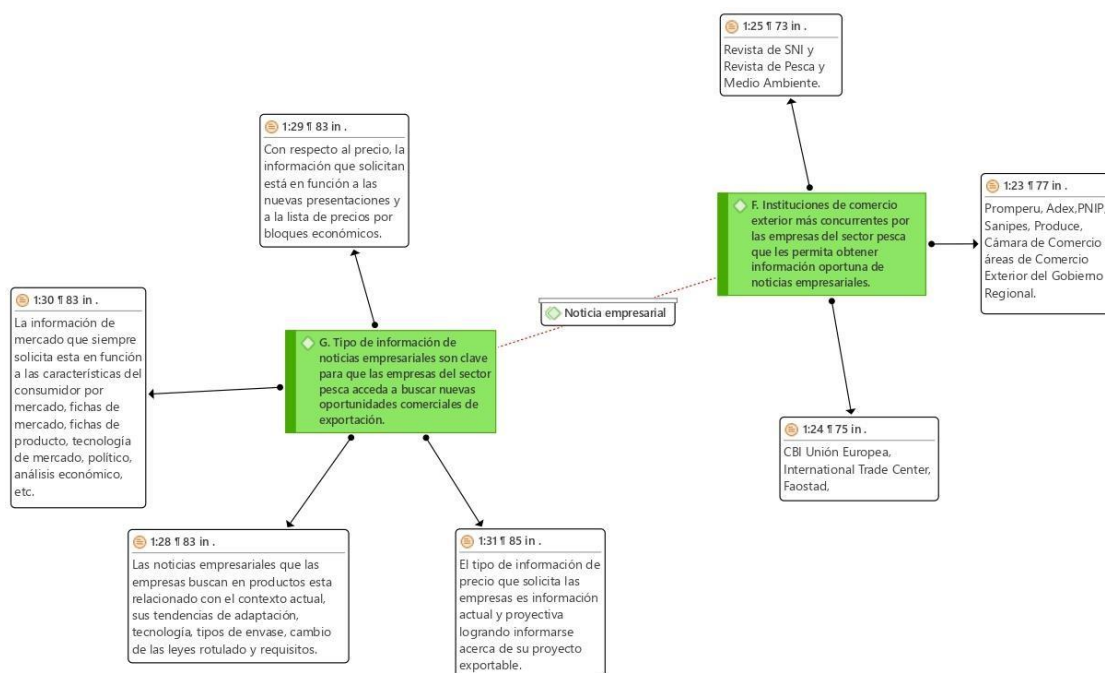 1:25 ¶ 73 in .
Revista de SNI y
Revista de Pesca y
Medio Ambiente.
1:29 ¶ 83 in .
Con respecto al precio, la
información que solicitan
está en función a las
nuevas presentaciones y
a la lista de precios por
bloques económicos.
1:23 ¶ 77 in .
Promperu, Adex,PNIP,
Sanipes, Produce,
Cámara de Comercio
áreas de Comercio
Exterior del Gobierno
Regional.
F. Instituciones de comercio
exterior más concurrentes por
las empresas del sector pesca
que les permita obtener
información oportuna de
noticias empresariales.
Noticia empresarial
1:30 ¶ 83 in .
La información de
mercado que siempre
solicita esta en función
a las características del
consumidor por
mercado, fichas de
mercado, fichas de
producto, tecnología
de mercado, político,
análisis económico,
etc.
G. Tipo de información de
noticias empresariales son clave
para que las empresas del sector
pesca acceda a buscar nuevas
oportunidades comerciales de
exportación.
1:24 ¶ 75 in .
CBI Unión Europea,
International Trade Center,
Faostad,
1:28 ¶ 83 in .
Las noticias empresariales que las
empresas buscan en productos esta
relacionado con el contexto actual,
sus tendencias de adaptación,
tecnología, tipos de envase, cambio
de las leyes rotulado y requisitos.
1:31 ¶ 85 in .
El tipo de información de
precio que solicita las
empresas es información
actual y proyectiva
logrando informarse
acerca de su proyecto
exportable.